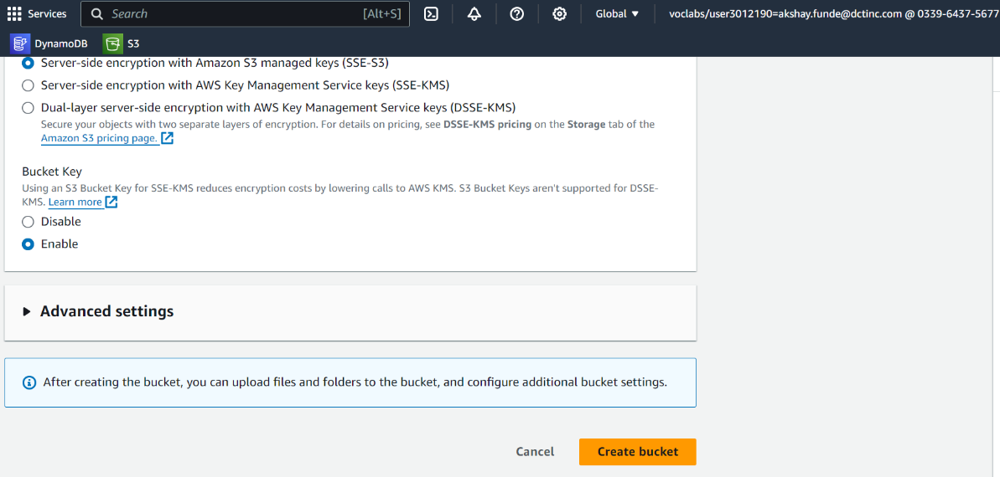 Services
Search
[Alt+S]
Global
voclabs/user3012190=akshay.funde@dctinc.com @ 0339-6437-5677
DynamoDB
S3
Server-side encryption with Amazon S3 managed keys (SSE-S3)
Server-side encryption with AWS Key Management Service keys (SSE-KMS)
Dual-layer server-side encryption with AWS Key Management Service keys (DSSE-KMS)
Secure your objects with two separate layers of encryption. For details on pricing, see DSSE-KMS pricing on the Storage tab of the
Amazon S3 pricing page.
Bucket Key
Using an S3 Bucket Key for SSE-KMS reduces encryption costs by lowering calls to AWS KMS. S3 Bucket Keys aren't supported for DSSE-
KMS. Learn more
Disable
Enable
Advanced settings
After creating the bucket, you can upload files and folders to the bucket, and configure additional bucket settings.
Cancel
Create bucket